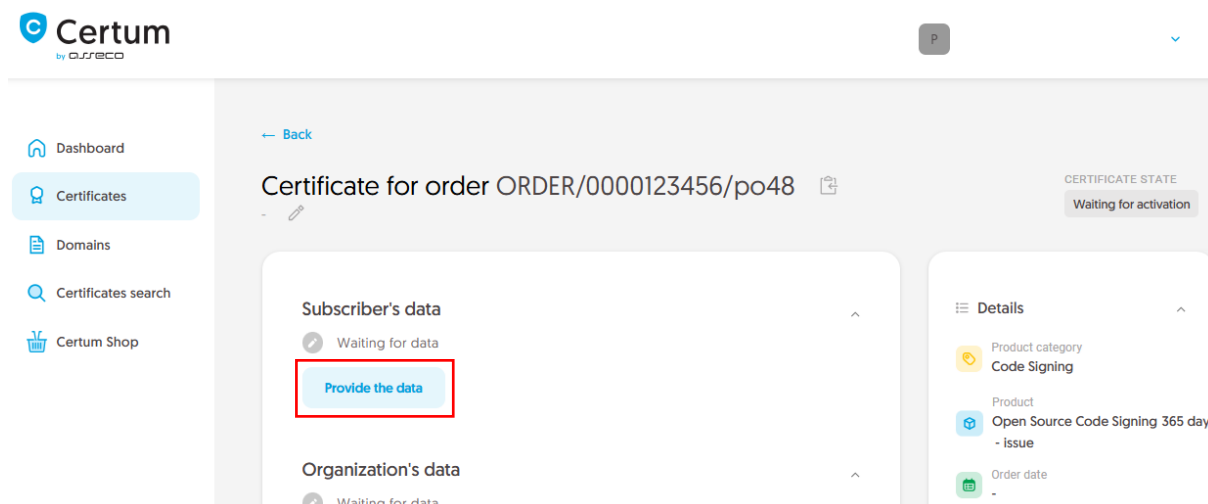 Certum
by asseco
P
Dashboard
Certificates
Domains
Certificates search
Certum Shop
← Back
Certificate for order ORDER/0000123456/po48
-
CERTIFICATE STATE
Waiting for activation
Subscriber's data
Waiting for data
Provide the data
Organization's data
Waiting for data
Details
Product category
Code Signing
Product
Open Source Code Signing 365 day
- issue
Order date
-